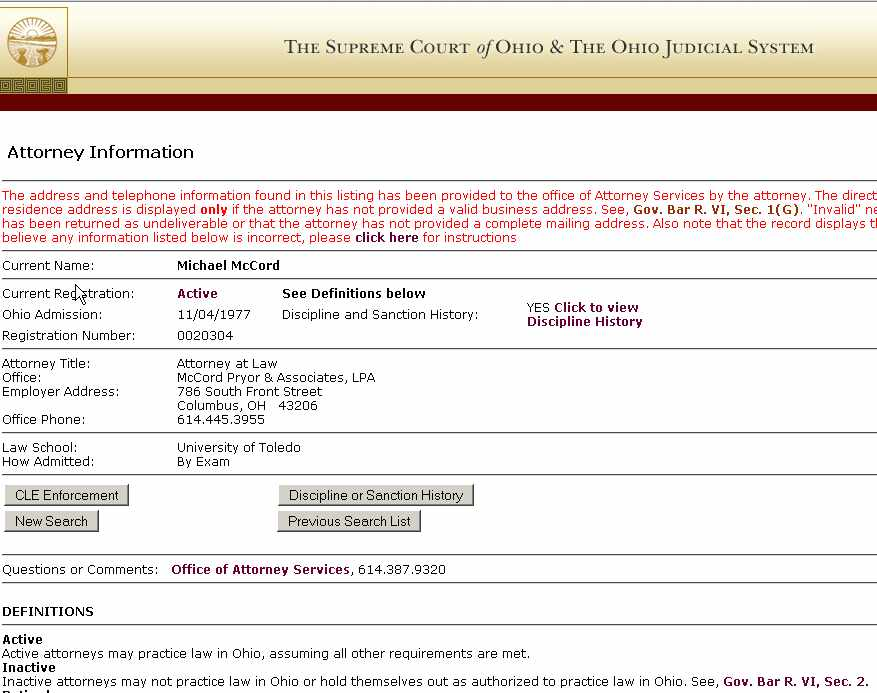 THE SUPREME COURT of OHIO & THE OHIO JUDICIAL SYSTEM
Attorney Information
The address and telephone information found in this listing has been provided to the office of Attorney Services by the attorney. The direct
residence address is displayed only if the attorney has not provided a valid business address. See, Gov. Bar R. VI, Sec. 1(G). "Invalid" ne
has been returned as undeliverable or that the attorney has not provided a complete mailing address. Also note that the record displays th
believe any information listed below is incorrect, please click here for instructions
Current Name: Michael McCord
Current Registration: Active See Definitions below
Ohio Admission: 11/04/1977 Discipline and Sanction History: YES Click to view
Discipline History
Registration Number: 0020304
Attorney Title: Attorney at Law
Office: McCord Pryor & Associates, LPA
Employer Address: 786 South Front Street
Columbus, OH 43206
Office Phone: 614.445.3955
Law School: University of Toledo
How Admitted: By Exam
CLE Enforcement Discipline or Sanction History
New Search Previous Search List
Questions or Comments: Office of Attorney Services, 614.387.9320
DEFINITIONS
Active
Active attorneys may practice law in Ohio, assuming all other requirements are met.
Inactive
Inactive attorneys may not practice law in Ohio or hold themselves out as authorized to practice law in Ohio. See, Gov. Bar R. VI, Sec. 2.